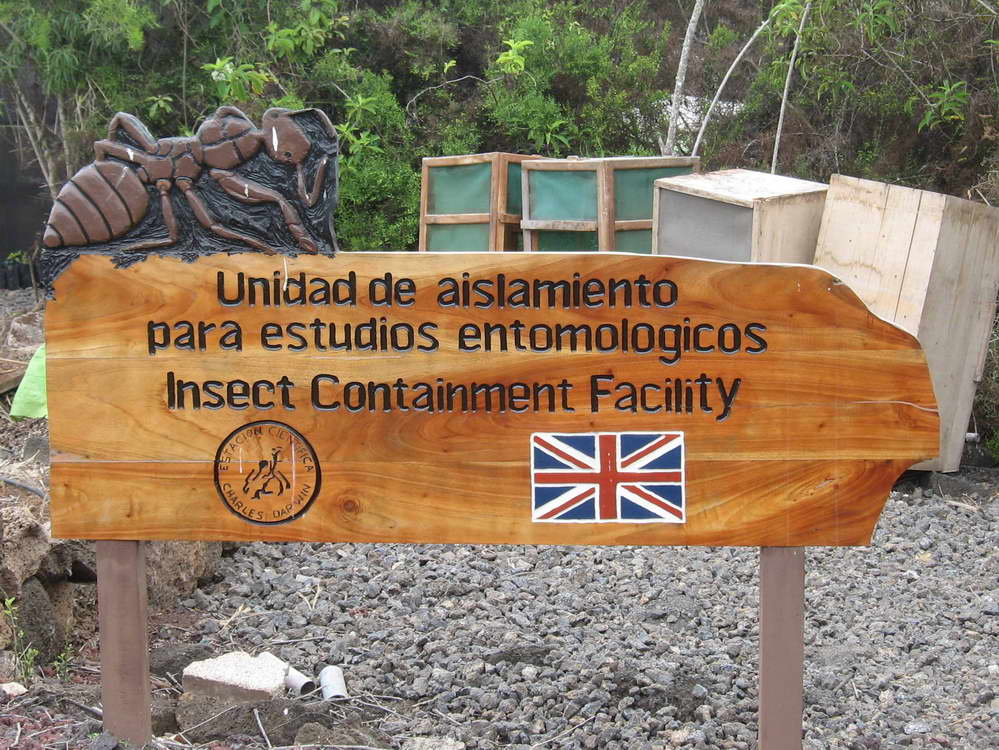 Unidad de aislamiento
para estudios entomologicos
Insect Containment Facility
ESTACION CIENTIFICA
CHARLES DARWIN